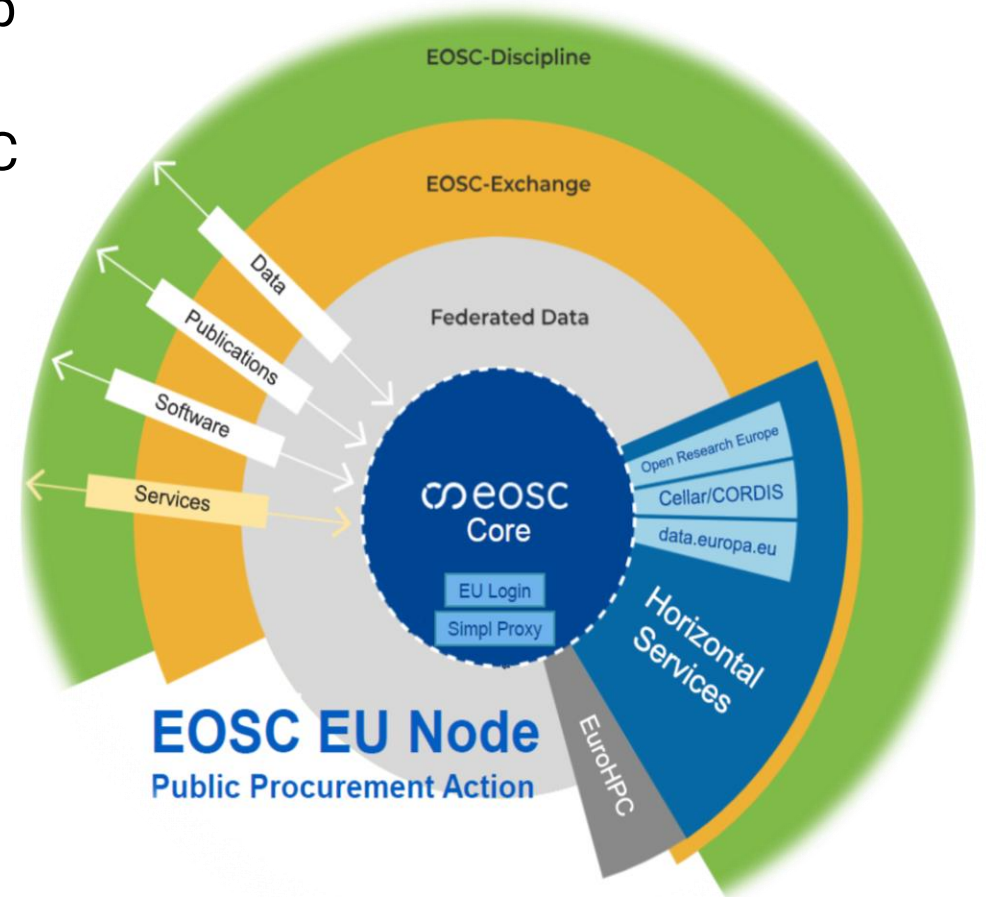 EOSC-Discipline
EOSC-Exchange
Federated Data
Data
Publications
Software
Services
eosc
Core
EU Login
Simpl Proxy
Open Research Europe
Cellar/CORDIS
data.europa.eu
Horizontal
Services
EuroHPC
EOSC EU Node
Public Procurement Action